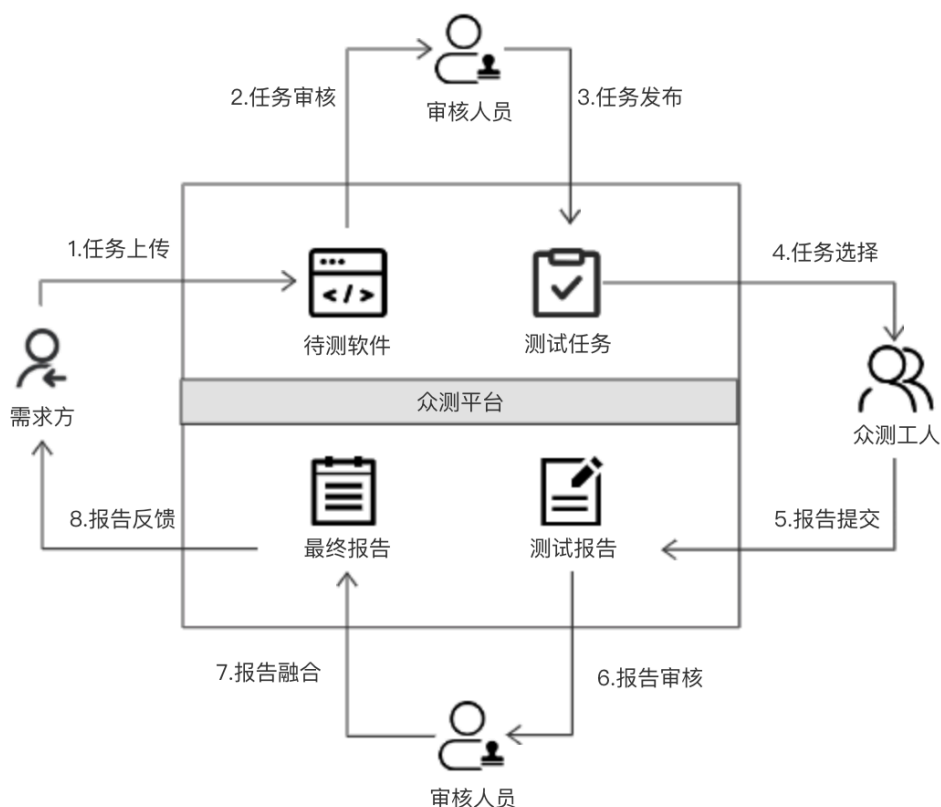 审核人员
2.任务审核
3.任务发布
1.任务上传
4.任务选择
</>
待测软件
测试任务
需求方
众测平台
众测工人
8.报告反馈
最终报告
测试报告
5.报告提交
7.报告融合
6.报告审核
审核人员